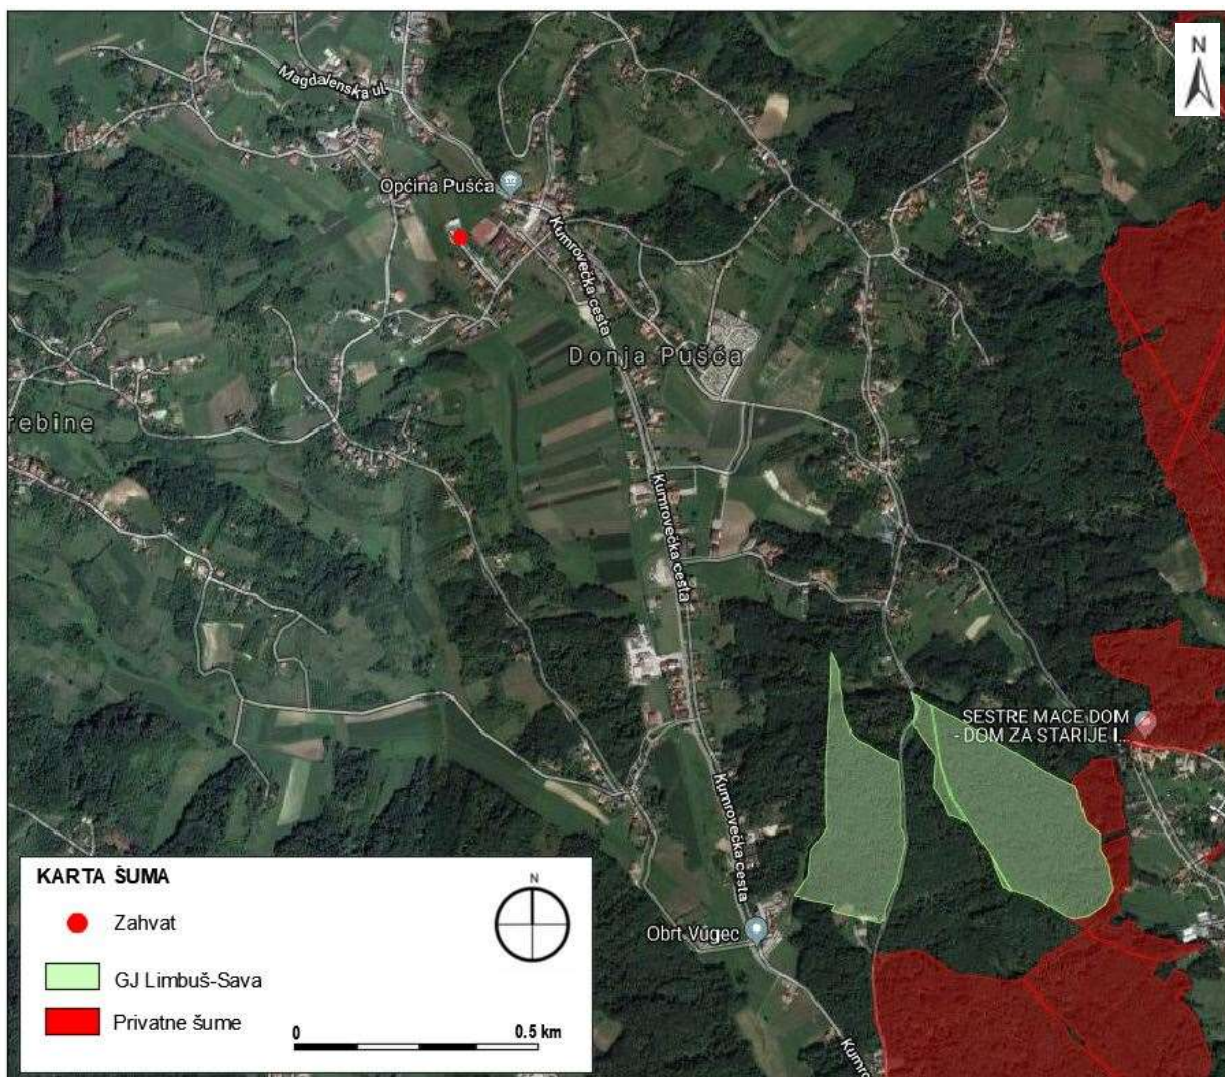 N
Magdalenska ul.
Općina Pušća
Kumrovečka cesta
Donja Pušća
rebine
Kumrovečka cesta
SESTRE MACE DOM
- DOM ZA STARIJE I...
Kumrovečka cesta
Obrt Vugec
Kumro
KARTA ŠUMA
N
Zahvat
GJ Limbuš-Sava
Privatne šume
0 0.5 km